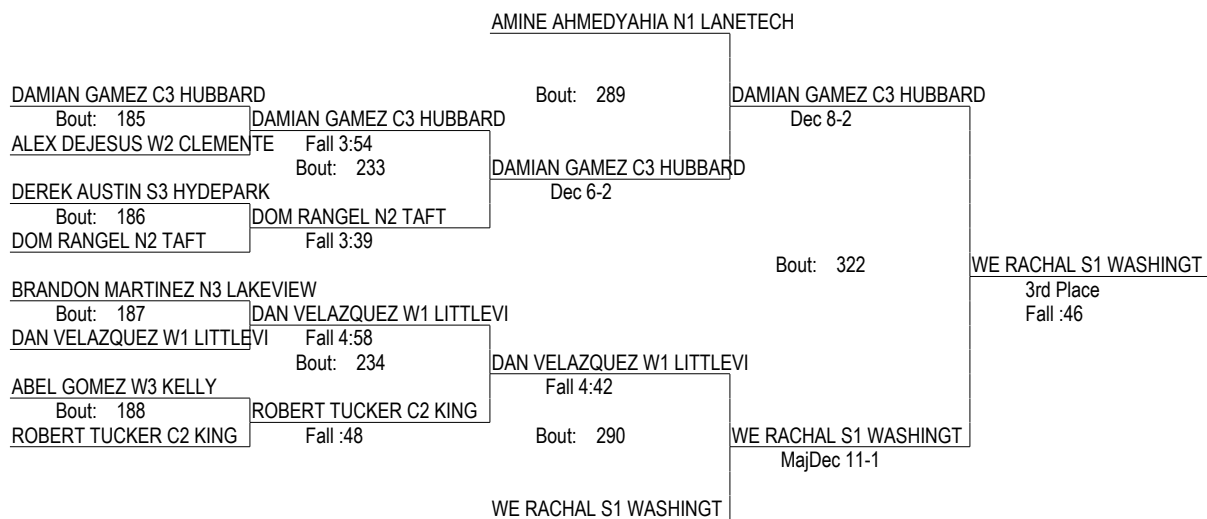 AMINE AHMEDYAHIA N1 LANETECH
DAMIAN GAMEZ C3 HUBBARD
Bout: 289
DAMIAN GAMEZ C3 HUBBARD
Bout: 185
DAMIAN GAMEZ C3 HUBBARD
Dec 8-2
ALEX DEJESUS W2 CLEMENTE
Fall 3:54
Bout: 233
DAMIAN GAMEZ C3 HUBBARD
DEREK AUSTIN S3 HYDEPARK
Dec 6-2
Bout: 186
DOM RANGEL N2 TAFT
DOM RANGEL N2 TAFT
Fall 3:39
Bout: 322
WE RACHAL S1 WASHINGT
BRANDON MARTINEZ N3 LAKEVIEW
3rd Place
Bout: 187
DAN VELAZQUEZ W1 LITTLEVI
Fall :46
DAN VELAZQUEZ W1 LITTLEVI
Fall 4:58
Bout: 234
DAN VELAZQUEZ W1 LITTLEVI
ABEL GOMEZ W3 KELLY
Fall 4:42
Bout: 188
ROBERT TUCKER C2 KING
ROBERT TUCKER C2 KING
Fall :48
Bout: 290
WE RACHAL S1 WASHINGT
MajDec 11-1
WE RACHAL S1 WASHINGT